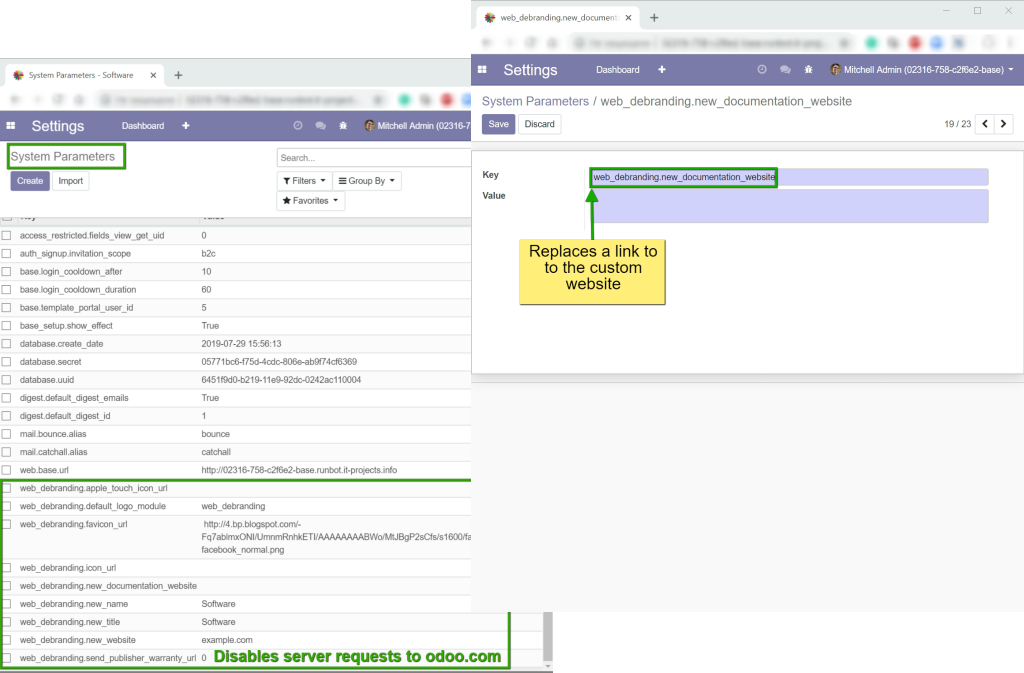 System Parameters - Software
Settings
Dashboard
Mitchell Admin (02316-7
System Parameters
Create
Import
Search...
Filters
Group By
Favorites
access_restricted.fields_view_get_uid 0
auth_signup.invitation_scope b2c
base.login_cooldown_after 10
base.login_cooldown_duration 60
base.template_portal_user_id 5
base_setup.show_effect True
database.create_date 2019-07-29 15:56:13
database.secret 05771bc6-f75d-4cdc-806e-ab9f74cf6369
database.uuid 6451f9d0-b219-11e9-92dc-0242ac110004
digest.default_digest_emails True
digest.default_digest_id 1
mail.bounce.alias bounce
mail.catchall.alias catchall
web.base.url http://02316-758-c2f6e2-base.runbot.it-projects.info
web_debranding.apple_touch_icon_url
web_debranding.default_logo_module web_debranding
web_debranding.favicon_url http://4.bp.blogspot.com/-
Fq7ablmxONI/UmnmRnhkETI/AAAAAAAABWo/MtJBgP2sCfs/s1600/fa
facebook_normal.png
web_debranding.icon_url
web_debranding.new_documentation_website
web_debranding.new_name Software
web_debranding.new_title Software
web_debranding.new_website example.com
web_debranding.send_publisher_warranty_url 0
Disables server requests to odoo.com
web_debranding.new_document
Settings
Dashboard
Mitchell Admin (02316-758-c2f6e2-base)
System Parameters / web_debranding.new_documentation_website
Save
Discard
19 / 23
Key
web_debranding.new_documentation_website
Value
Replaces a link to
to the custom
website